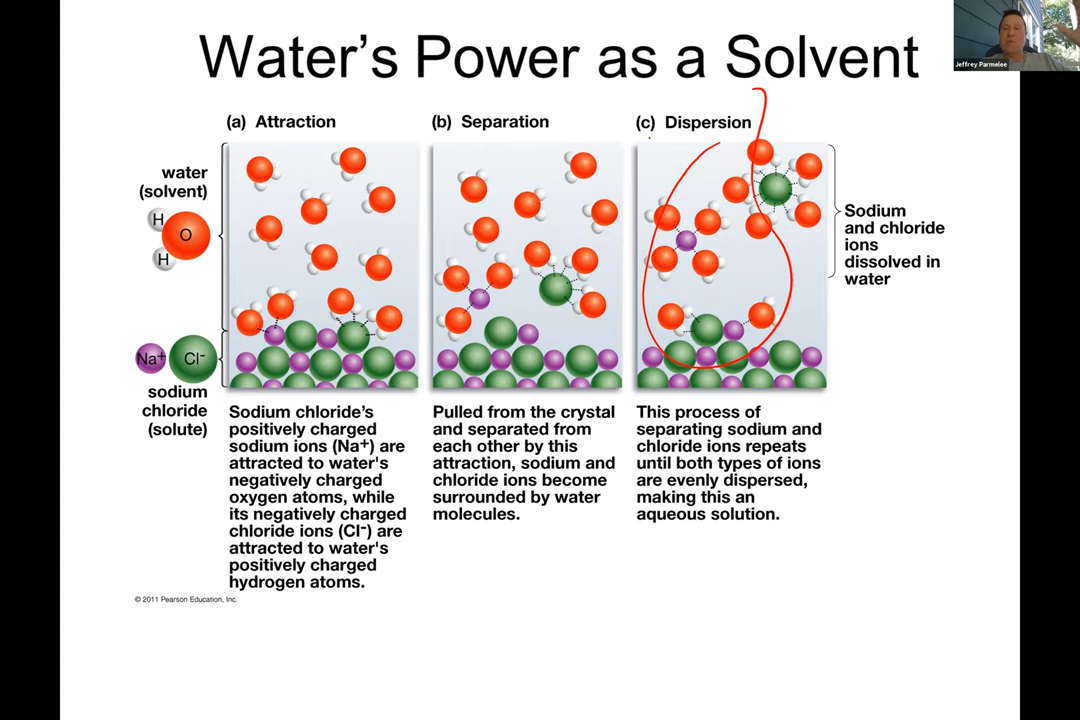 Water's Power as a Solvent
Jeffrey Parmelee
(a) Attraction
(b) Separation
(c) Dispersion
water
(solvent)
H
O
H
Na+
Cl-
sodium
chloride
(solute)
Sodium
and chloride
ions
dissolved in
water
Sodium chloride's
positively charged
sodium ions (Na+) are
attracted to water's
negatively charged
oxygen atoms, while
its negatively charged
chloride ions (Cl-) are
attracted to water's
positively charged
hydrogen atoms.
Pulled from the crystal
and separated from
each other by this
attraction, sodium and
chloride ions become
surrounded by water
molecules.
This process of
separating sodium and
chloride ions repeats
until both types of ions
are evenly dispersed,
making this an
aqueous solution.
© 2011 Pearson Education, Inc.